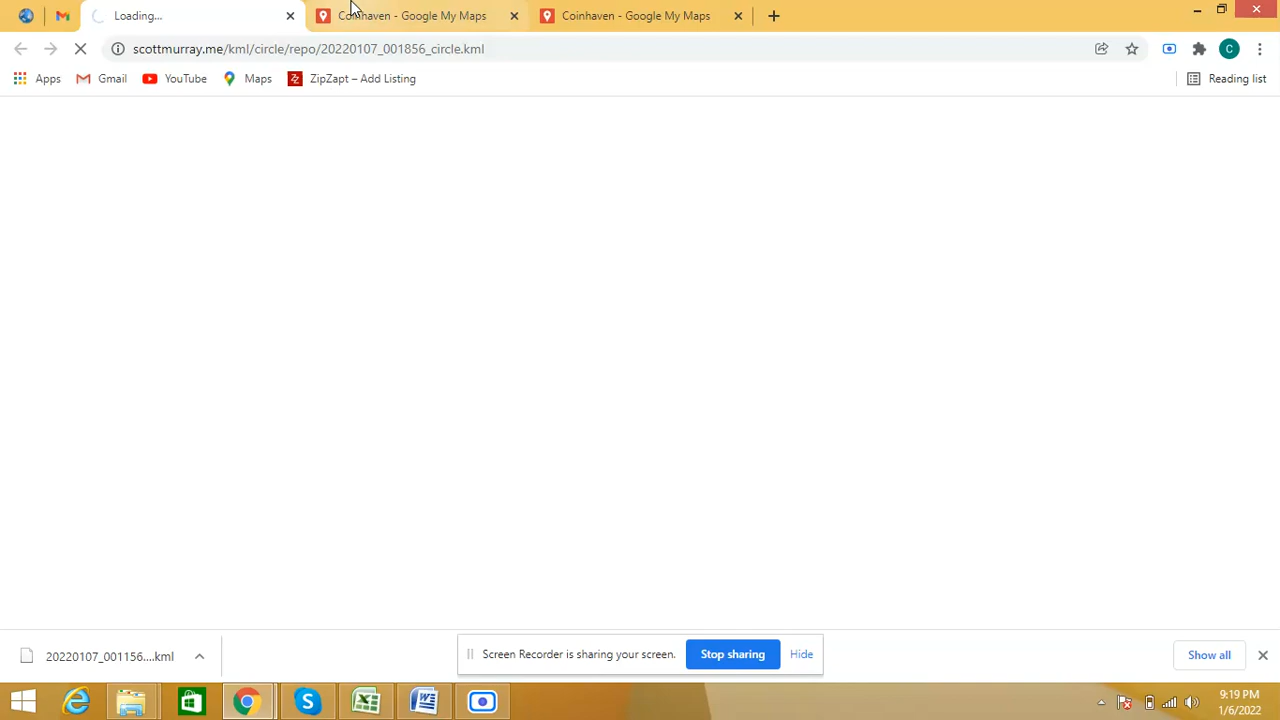 Loading...
Coinhaven - Google My Maps
Coinhaven - Google My Maps
scottmurray.me/kml/circle/repo/20220107_001856_circle.kml
C
Apps
Gmail
YouTube
Maps
ZipZapt – Add Listing
Reading list
20220107_001156....kml
Screen Recorder is sharing your screen.
Stop sharing
Hide
Show all
9:19 PM
1/6/2022